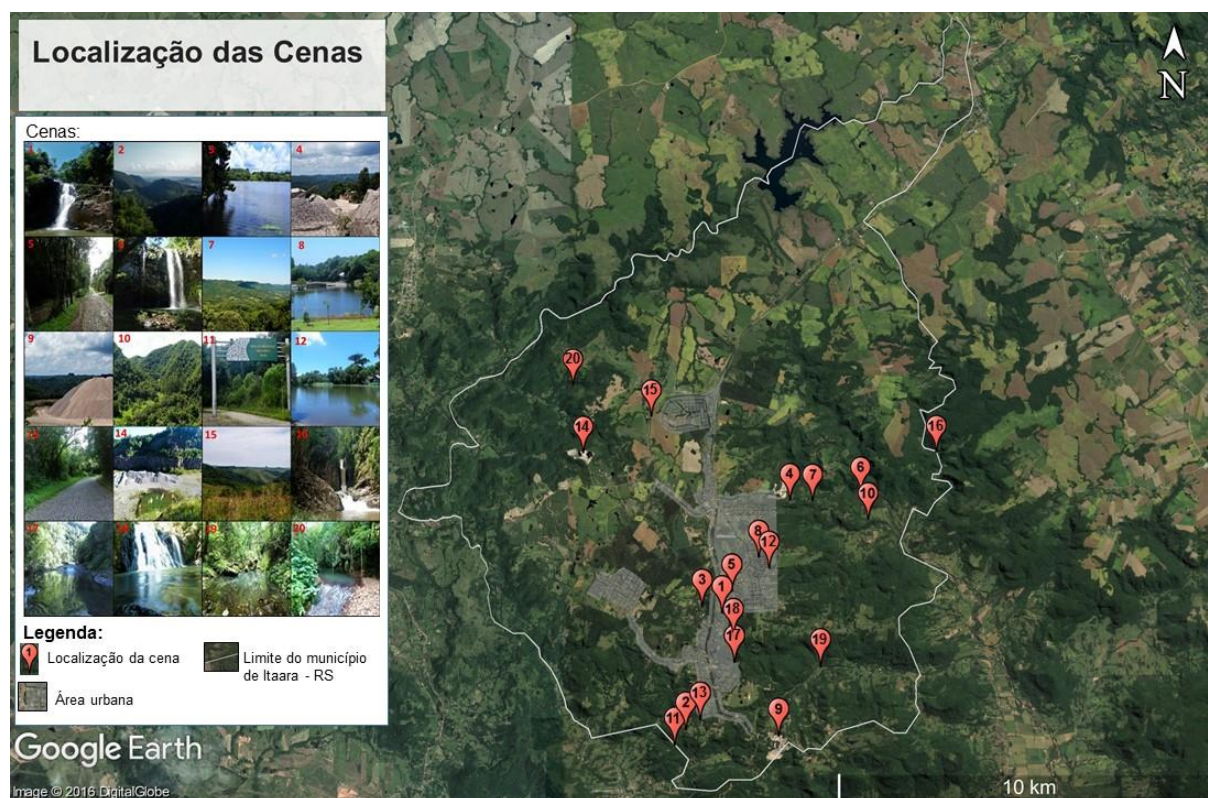 Localização das Cenas
N
Cenas:
1 2 3 4
5 6 7 8
9 10 11 12
13 14 15 16
17 18 19 20
20
15
14
16
4 7 6
10
8
12
5
3 1
18
17
19
13
2
11
9
Legenda:
1 Localização da cena
Limite do município
de Itaara - RS
Área urbana
Google Earth
Image © 2016 DigitalGlobe
10 km